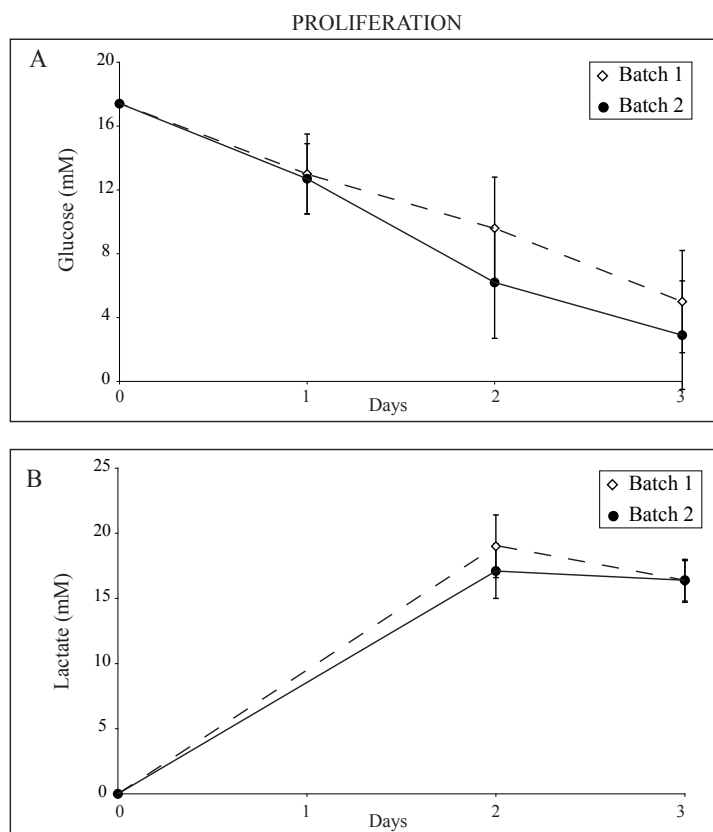 PROLIFERATION
A
Batch 1
Batch 2
20
16
12
8
4
0
Glucose (mM)
0 1 2 3
Days
B
Batch 1
Batch 2
25
20
15
10
5
0
Lactate (mM)
0 1 2 3
Days